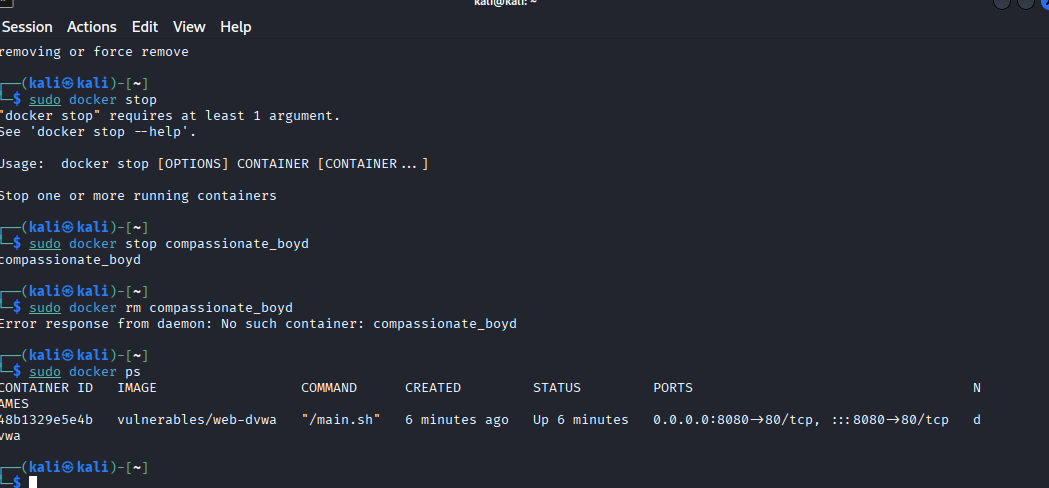 kali@kali: ~
Session Actions Edit View Help
removing or force remove
┌──(kali㉿kali)-[~]
└─$ sudo docker stop
"docker stop" requires at least 1 argument.
See 'docker stop --help'.
Usage:  docker stop [OPTIONS] CONTAINER [CONTAINER...]
Stop one or more running containers
┌──(kali㉿kali)-[~]
└─$ sudo docker stop compassionate_boyd
compassionate_boyd
┌──(kali㉿kali)-[~]
└─$ sudo docker rm compassionate_boyd
Error response from daemon: No such container: compassionate_boyd
┌──(kali㉿kali)-[~]
└─$ sudo docker ps
CONTAINER ID   IMAGE                  COMMAND      CREATED         STATUS         PORTS                                   N
AMES
48b1329e5e4b   vulnerables/web-dvwa   "/main.sh"   6 minutes ago   Up 6 minutes   0.0.0.0:8080->80/tcp, :::8080->80/tcp   d
vwa
┌──(kali㉿kali)-[~]
└─$